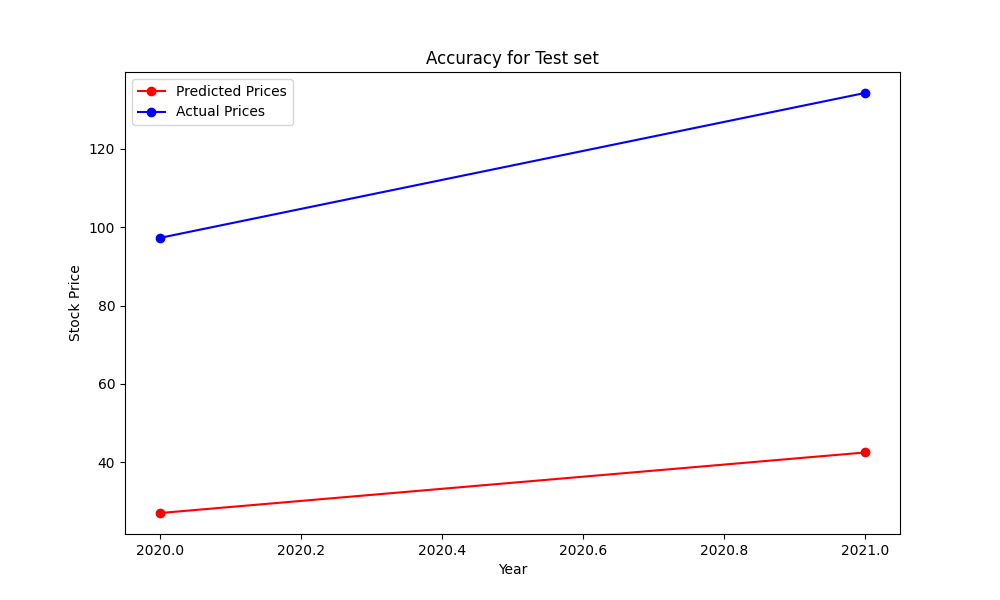 Accuracy for Test set
Predicted Prices
Actual Prices
Stock Price
120
100
80
60
40
2020.0 2020.2 2020.4 2020.6 2020.8 2021.0
Year